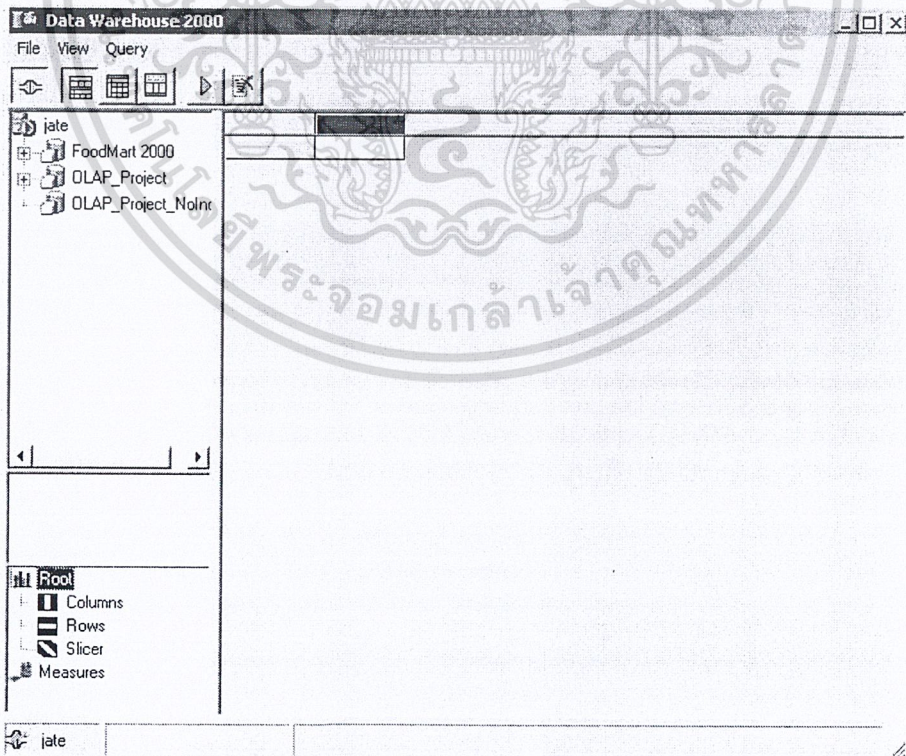 Data Warehouse 2000
File View Query
jate
FoodMart 2000
OLAP_Project
OLAP_Project_NoInr
พระจอมเกล้าเจ้าคุณทหาร
Root
Columns
Rows
Slicer
Measures
jate